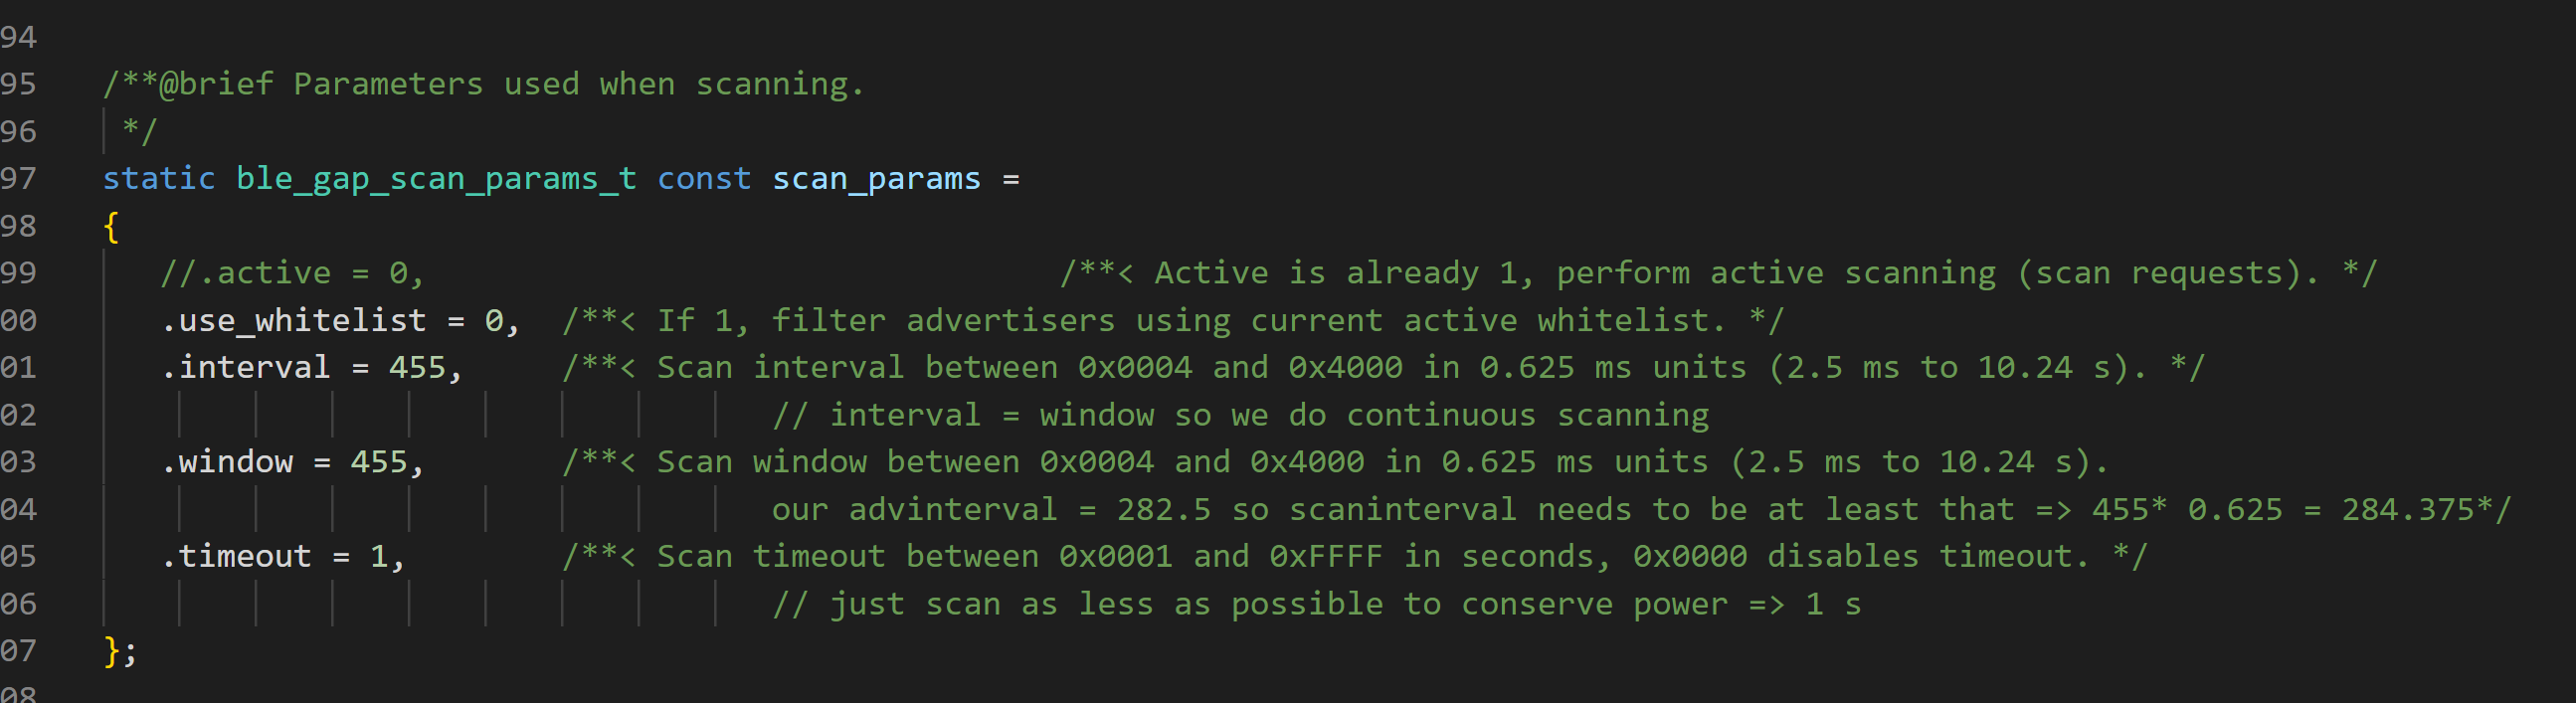 94
95 /**@brief Parameters used when scanning.
96 */
97 static ble_gap_scan_params_t const scan_params =
98 {
99 //.active = 0, /**< Active is already 1, perform active scanning (scan requests). */
00 .use_whitelist = 0, /**< If 1, filter advertisers using current active whitelist. */
01 .interval = 455, /**< Scan interval between 0x0004 and 0x4000 in 0.625 ms units (2.5 ms to 10.24 s). */
02 // interval = window so we do continuous scanning
03 .window = 455, /**< Scan window between 0x0004 and 0x4000 in 0.625 ms units (2.5 ms to 10.24 s).
04 our advinterval = 282.5 so scaninterval needs to be at least that => 455* 0.625 = 284.375*/
05 .timeout = 1, /**< Scan timeout between 0x0001 and 0xFFFF in seconds, 0x0000 disables timeout. */
06 // just scan as less as possible to conserve power => 1 s
07 };
08